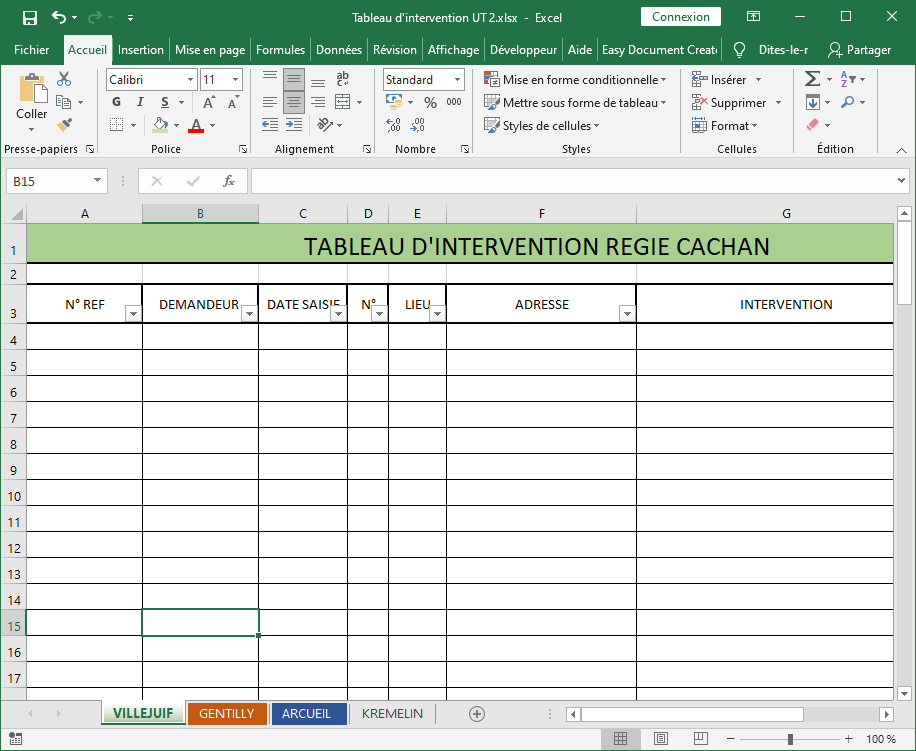 Tableau d'intervention UT 2.xlsx - Excel
Connexion
Fichier Accueil Insertion Mise en page Formules Données Révision Affichage Développeur Aide Easy Document Creat Dites-le-r Partager
Coller
Calibri 11
ab
Standard
Mise en forme conditionnelle
Insérer
G I S A A
% 000
Mettre sous forme de tableau
Supprimer
A
Styles de cellules
Format
Presse-papiers Police Alignement Nombre Styles Cellules Édition
B15
fx
A B C D E F G
1 TABLEAU D'INTERVENTION REGIE CACHAN
2
3 N° REF DEMANDEUR DATE SAISIE N° LIEU ADRESSE INTERVENTION
4
5
6
7
8
9
10
11
12
13
14
15
16
17
VILLEJUIF GENTILLY ARCUEIL KREMELIN
100 %